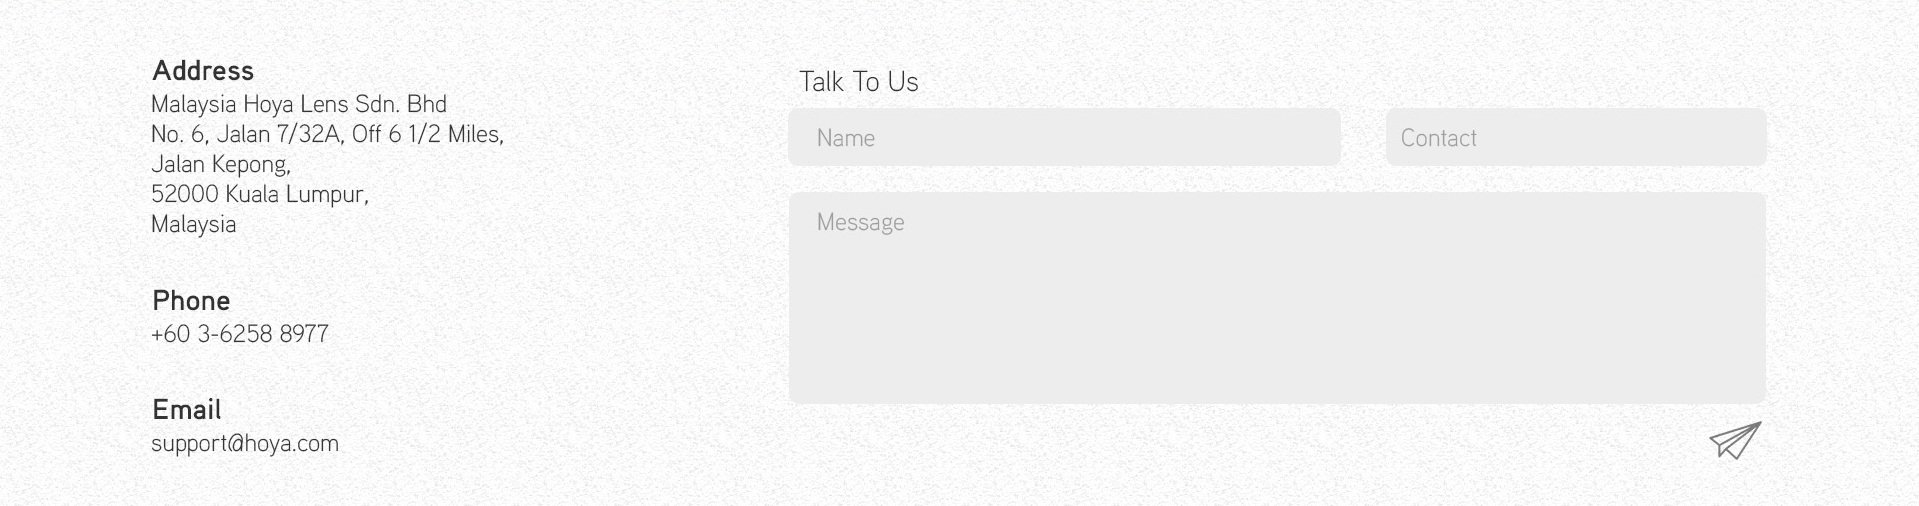 Address
Malaysia Hoya Lens Sdn. Bhd
No. 6, Jalan 7/32A, Off 6 1/2 Miles,
Jalan Kepong,
52000 Kuala Lumpur,
Malaysia
Phone
+60 3-6258 8977
Email
support@hoya.com
Talk To Us
Name
Contact
Message